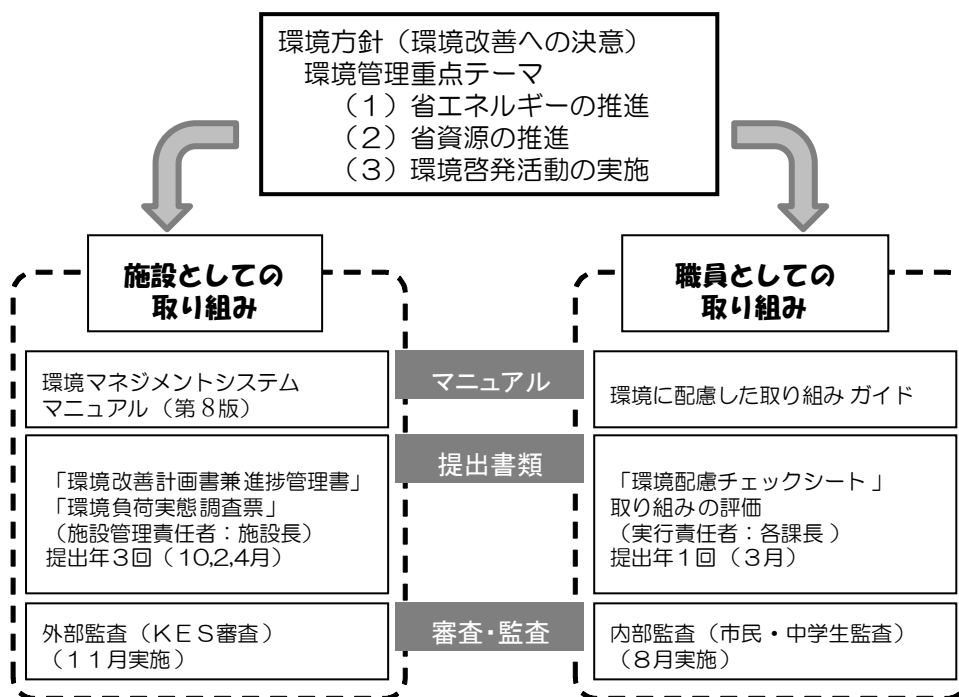 環境方針（環境改善への決意）
環境管理重点テーマ
（１）省エネルギーの推進
（２）省資源の推進
（３）環境啓発活動の実施
施設としての
取り組み
職員としての
取り組み
環境マネジメントシステム
マニュアル（第８版）
マニュアル
環境に配慮した取り組み ガイド
「環境改善計画書兼進捗管理書」
「環境負荷実態調査票」
（施設管理責任者：施設長）
提出年３回（10,2,4月）
提出書類
「環境配慮チェックシート 」
取り組みの評価
（実行責任者：各課長 ）
提出年１回（３月）
外部監査（ＫＥＳ審査）
（１１月実施）
審査・監査
内部監査（市民・中学生監査）
（８月実施）